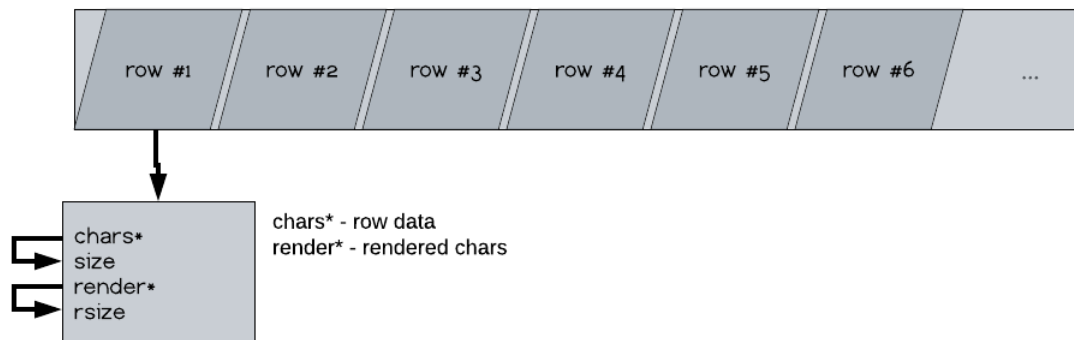 row #1 row #2 row #3 row #4 row #5 row #6 ...
chars*
size
render*
rsize
chars* - row data
render* - rendered chars